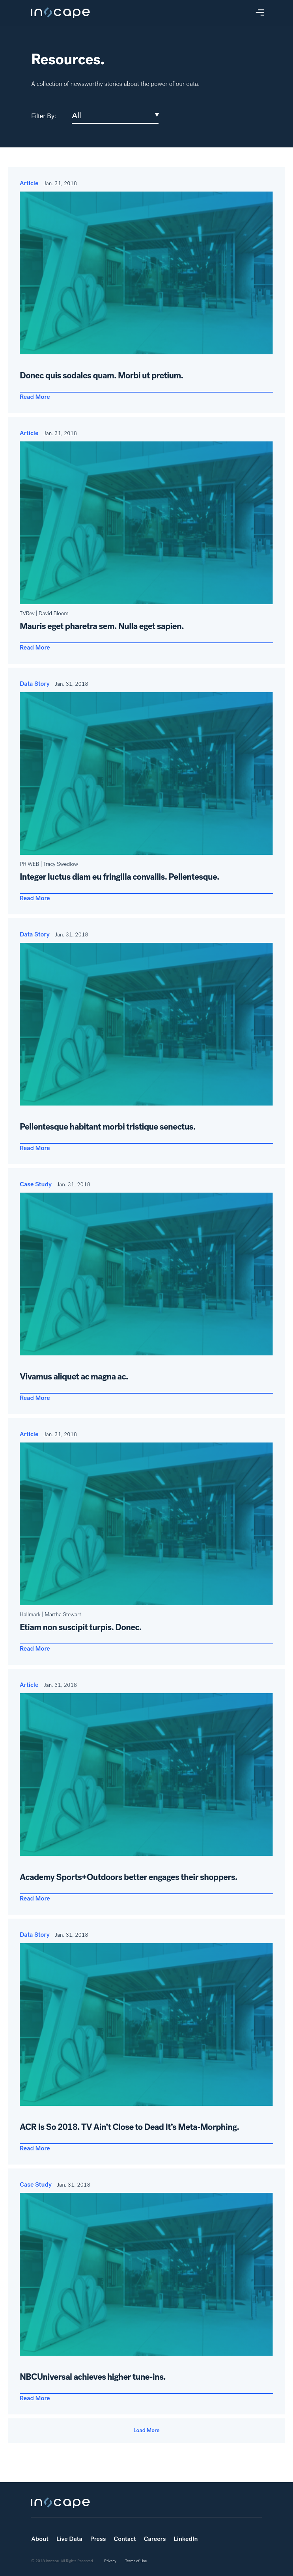 inscape
Resources.
A collection of newsworthy stories about the power of our data.
Filter By: All
Article Jan. 31, 2018
Donec quis sodales quam. Morbi ut pretium.
Read More
Article Jan. 31, 2018
TVRev | David Bloom
Mauris eget pharetra sem. Nulla eget sapien.
Read More
Data Story Jan. 31, 2018
PR WEB | Tracy Swedlow
Integer luctus diam eu fringilla convallis. Pellentesque.
Read More
Data Story Jan. 31, 2018
Pellentesque habitant morbi tristique senectus.
Read More
Case Study Jan. 31, 2018
Vivamus aliquet ac magna ac.
Read More
Article Jan. 31, 2018
Hallmark | Martha Stewart
Etiam non suscipit turpis. Donec.
Read More
Article Jan. 31, 2018
Academy Sports+Outdoors better engages their shoppers.
Read More
Data Story Jan. 31, 2018
ACR Is So 2018. TV Ain't Close to Dead It's Meta-Morphing.
Read More
Case Study Jan. 31, 2018
NBCUniversal achieves higher tune-ins.
Read More
Load More
inscape
About Live Data Press Contact Careers LinkedIn
Inscape. All Rights Reserved. Privacy Terms of Use